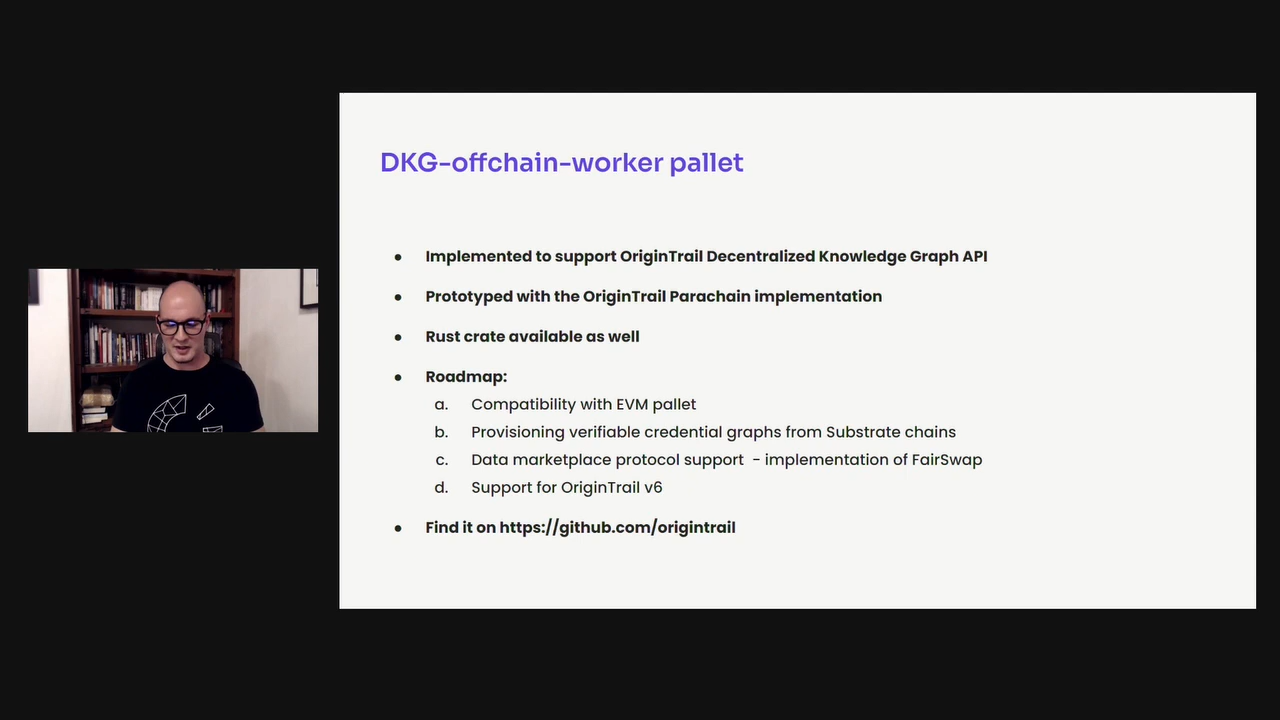 DKG-offchain-worker pallet
● Implemented to support OriginTrail Decentralized Knowledge Graph API
● Prototyped with the OriginTrail Parachain implementation
● Rust crate available as well
● Roadmap:
a. Compatibility with EVM pallet
b. Provisioning verifiable credential graphs from Substrate chains
c. Data marketplace protocol support - implementation of FairSwap
d. Support for OriginTrail v6
● Find it on https://github.com/origintrail